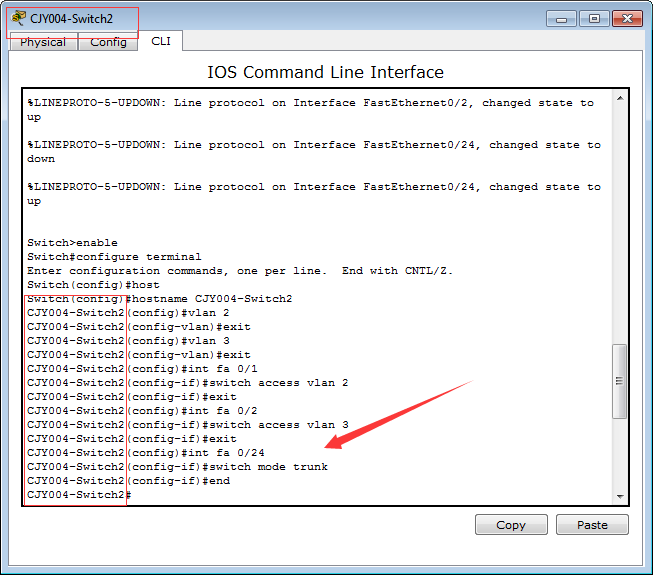 CJY004-Switch2
Physical
Config
CLI
IOS Command Line Interface
%LINEPROTO-5-UPDOWN: Line protocol on Interface FastEthernet0/2, changed state to
up
%LINEPROTO-5-UPDOWN: Line protocol on Interface FastEthernet0/24, changed state to
down
%LINEPROTO-5-UPDOWN: Line protocol on Interface FastEthernet0/24, changed state to
up
Switch>enable
Switch#configure terminal
Enter configuration commands, one per line.  End with CNTL/Z.
Switch(config)#host
Switch(config)#hostname CJY004-Switch2
CJY004-Switch2(config)#vlan 2
CJY004-Switch2(config-vlan)#exit
CJY004-Switch2(config)#vlan 3
CJY004-Switch2(config-vlan)#exit
CJY004-Switch2(config)#int fa 0/1
CJY004-Switch2(config-if)#switch access vlan 2
CJY004-Switch2(config-if)#exit
CJY004-Switch2(config)#int fa 0/2
CJY004-Switch2(config-if)#switch access vlan 3
CJY004-Switch2(config-if)#exit
CJY004-Switch2(config)#int fa 0/24
CJY004-Switch2(config-if)#switch mode trunk
CJY004-Switch2(config-if)#end
CJY004-Switch2#
Copy
Paste